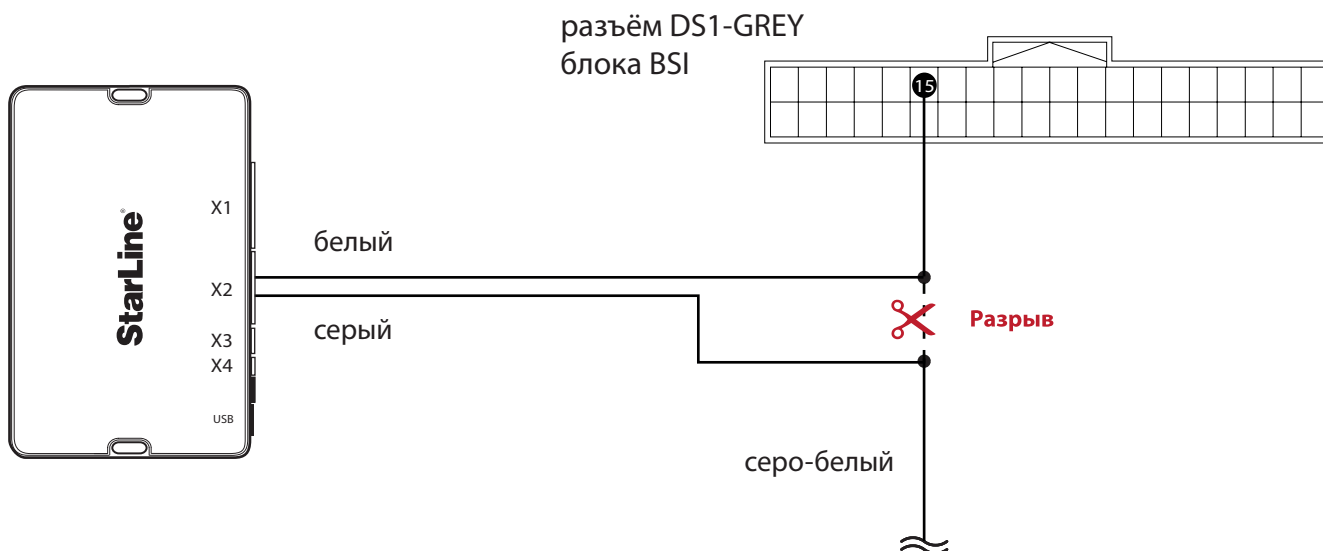 разъём DS1-GREY
блока BSI
15
StarLine®
X1
белый
X2
серый
X3
X4
USB
Разрыв
серо-белый